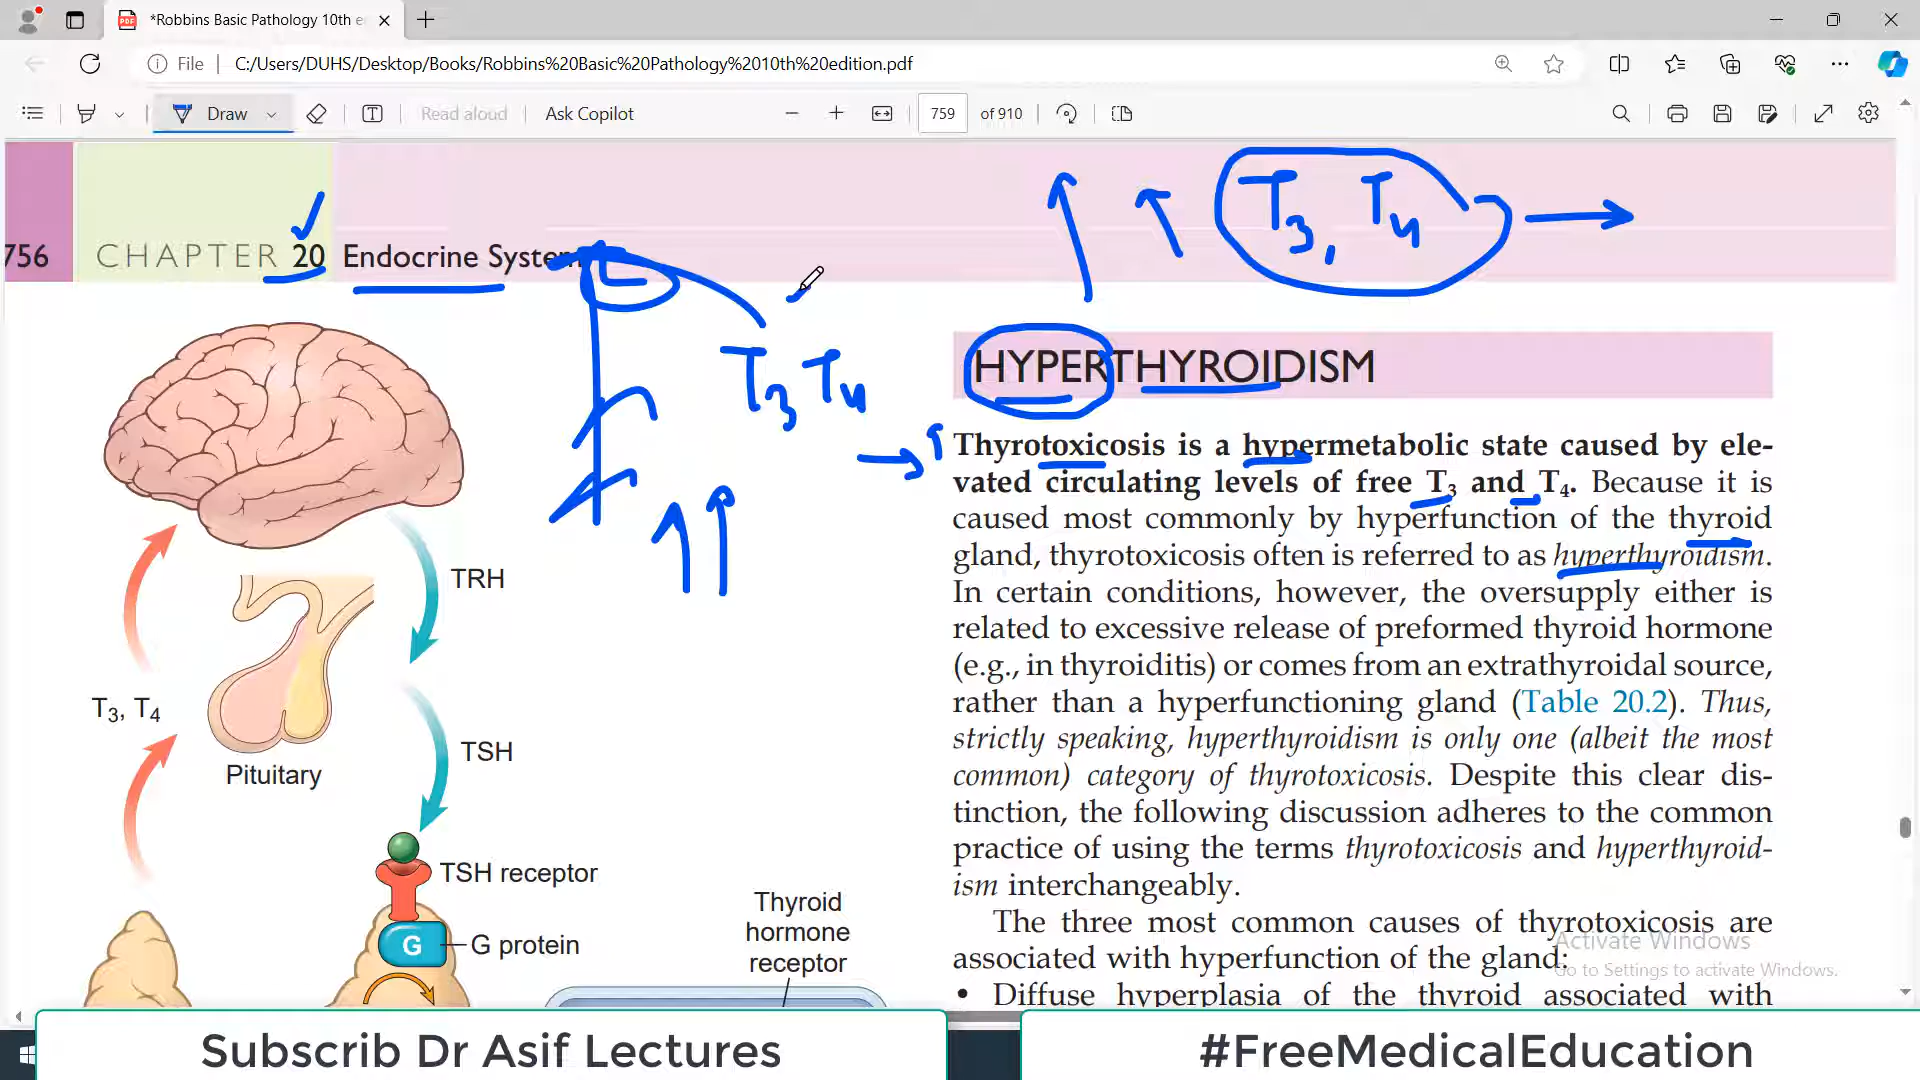 *Robbins Basic Pathology 10th e
File
C:/Users/DUHS/Desktop/Books/Robbins%20Basic%20Pathology%2010th%20edition.pdf
Draw
Read aloud
Ask Copilot
759 of 910
756 CHAPTER 20 Endocrine System
T3, T4
T3 T4
TRH
T3, T4
TSH
Pituitary
TSH receptor
G
G protein
Thyroid
hormone
receptor
HYPERTHYROIDISM
Thyrotoxicosis is a hypermetabolic state caused by ele-
vated circulating levels of free T3 and T4. Because it is
caused most commonly by hyperfunction of the thyroid
gland, thyrotoxicosis often is referred to as hyperthyroidism.
In certain conditions, however, the oversupply either is
related to excessive release of preformed thyroid hormone
(e.g., in thyroiditis) or comes from an extrathyroidal source,
rather than a hyperfunctioning gland (Table 20.2). Thus,
strictly speaking, hyperthyroidism is only one (albeit the most
common) category of thyrotoxicosis. Despite this clear dis-
tinction, the following discussion adheres to the common
practice of using the terms thyrotoxicosis and hyperthyroid-
ism interchangeably.
The three most common causes of thyrotoxicosis are
associated with hyperfunction of the gland:
• Diffuse hyperplasia of the thyroid associated with
Activate Windows
Go to Settings to activate Windows.
Subscrib Dr Asif Lectures
#FreeMedicalEducation